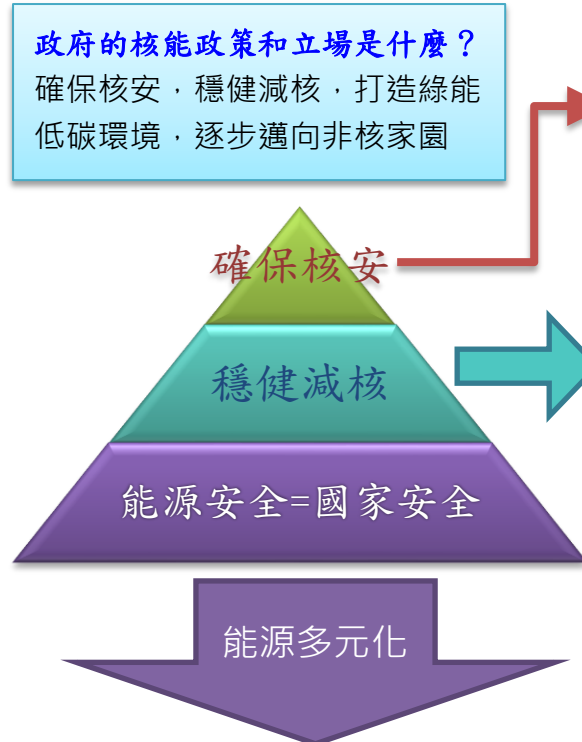 政府的核能政策和立場是什麼？
確保核安，穩健減核，打造綠能
低碳環境，逐步邁向非核家園
確保核安
穩健減核
能源安全=國家安全
能源多元化